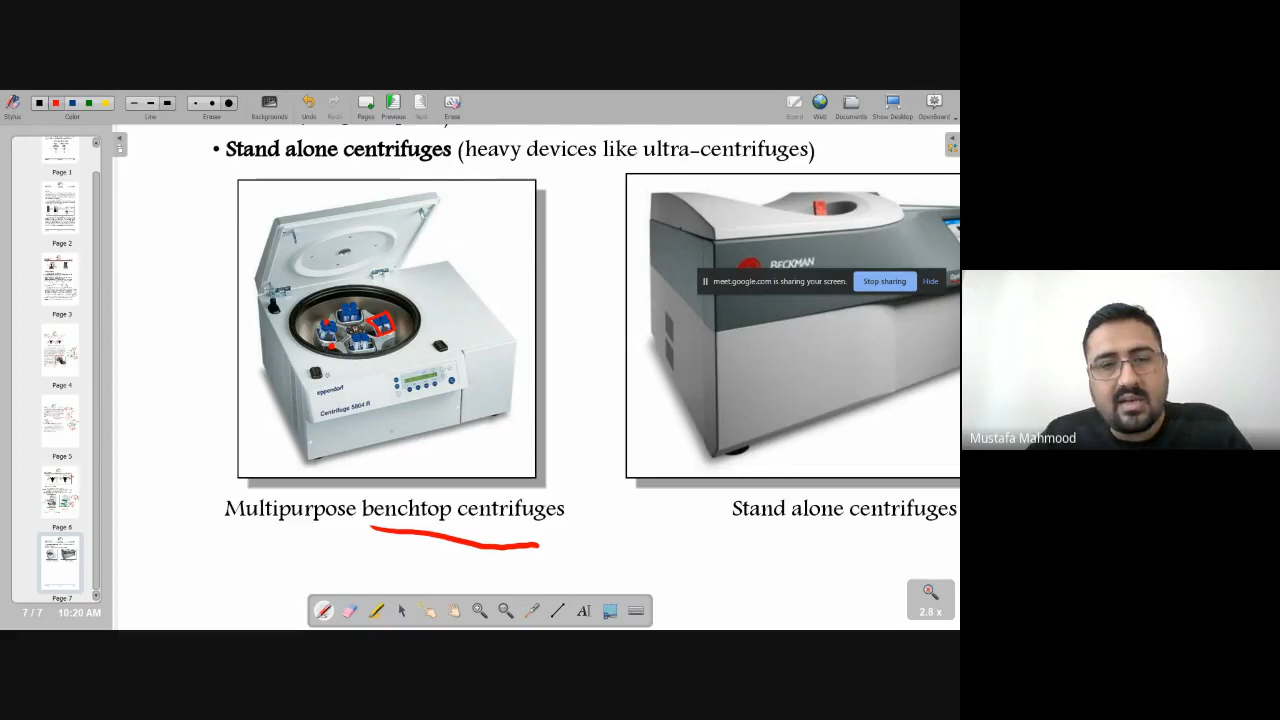 Stylus
Color
Line
Eraser
Backgrounds
Undo
Redo
Pages
Previous
Next
Erase
Board
Web
Documents
Show Desktop
OpenBoard
• Stand alone centrifuges (heavy devices like ultra-centrifuges)
Page 1
Page 2
Page 3
Page 4
Page 5
Page 6
Page 7
7 / 7 10:20 AM
eppendorf
Centrifuge 5804 R
BECKMAN
meet.google.com is sharing your screen.
Stop sharing
Hide
Multipurpose benchtop centrifuges
Stand alone centrifuges
2.8 x
Mustafa Mahmood